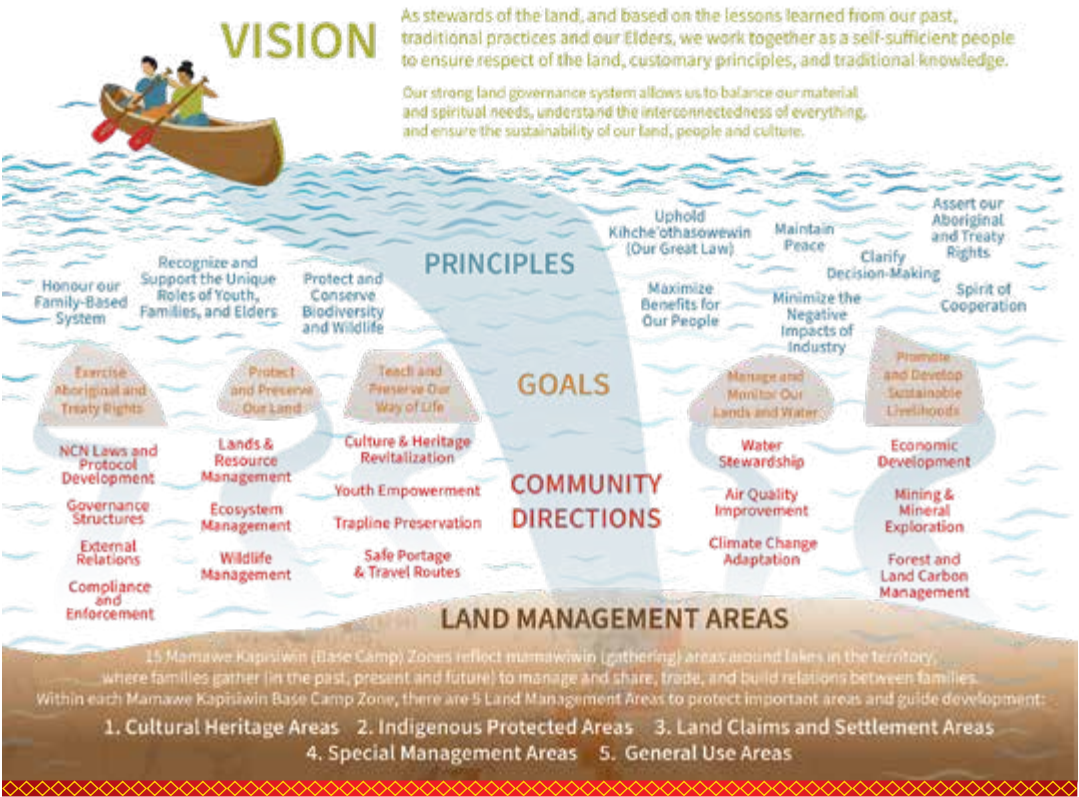 VISION
As stewards of the land, and based on the lessons learned from our past,
traditional practices and our Elders, we work together as a self-sufficient people
to ensure respect of the land, customary principles, and traditional knowledge.
Our strong land governance system allows us to balance our material
and spiritual needs, understand the interconnectedness of everything,
and ensure the sustainability of our land, people and culture.
PRINCIPLES
Honour our
Family-Based
System
Recognize and
Support the Unique
Roles of Youth,
Families, and Elders
Protect and
Conserve
Biodiversity
and Wildlife
Uphold
Kihche'othasowewin
(Our Great Law)
Maximize
Benefits for
Our People
Maintain
Peace
Minimize the
Negative
Impacts of
Industry
Clarify
Decision-Making
Assert our
Aboriginal
and Treaty
Rights
Spirit of
Cooperation
GOALS
Exercise
Aboriginal and
Treaty Rights
Protect
and Preserve
Our Land
Teach and
Preserve Our
Way of Life
Manage and
Monitor Our
Lands and Water
Promote
and Develop
Sustainable
Livelihoods
COMMUNITY
DIRECTIONS
NCN Laws and
Protocol
Development
Governance
Structures
External
Relations
Compliance
and
Enforcement
Lands &
Resource
Management
Ecosystem
Management
Wildlife
Management
Culture & Heritage
Revitalization
Youth Empowerment
Trapline Preservation
Safe Portage
& Travel Routes
Water
Stewardship
Air Quality
Improvement
Climate Change
Adaptation
Economic
Development
Mining &
Mineral
Exploration
Forest and
Land Carbon
Management
LAND MANAGEMENT AREAS
15 Mamawe Kapisiwin (Base Camp) Zones reflect mamawiwin (gathering) areas around lakes in the territory,
where families gather (in the past, present and future) to manage and share, trade, and build relations between families.
Within each Mamawe Kapisiwin Base Camp Zone, there are 5 Land Management Areas to protect important areas and guide development:
1. Cultural Heritage Areas 2. Indigenous Protected Areas 3. Land Claims and Settlement Areas
4. Special Management Areas 5. General Use Areas